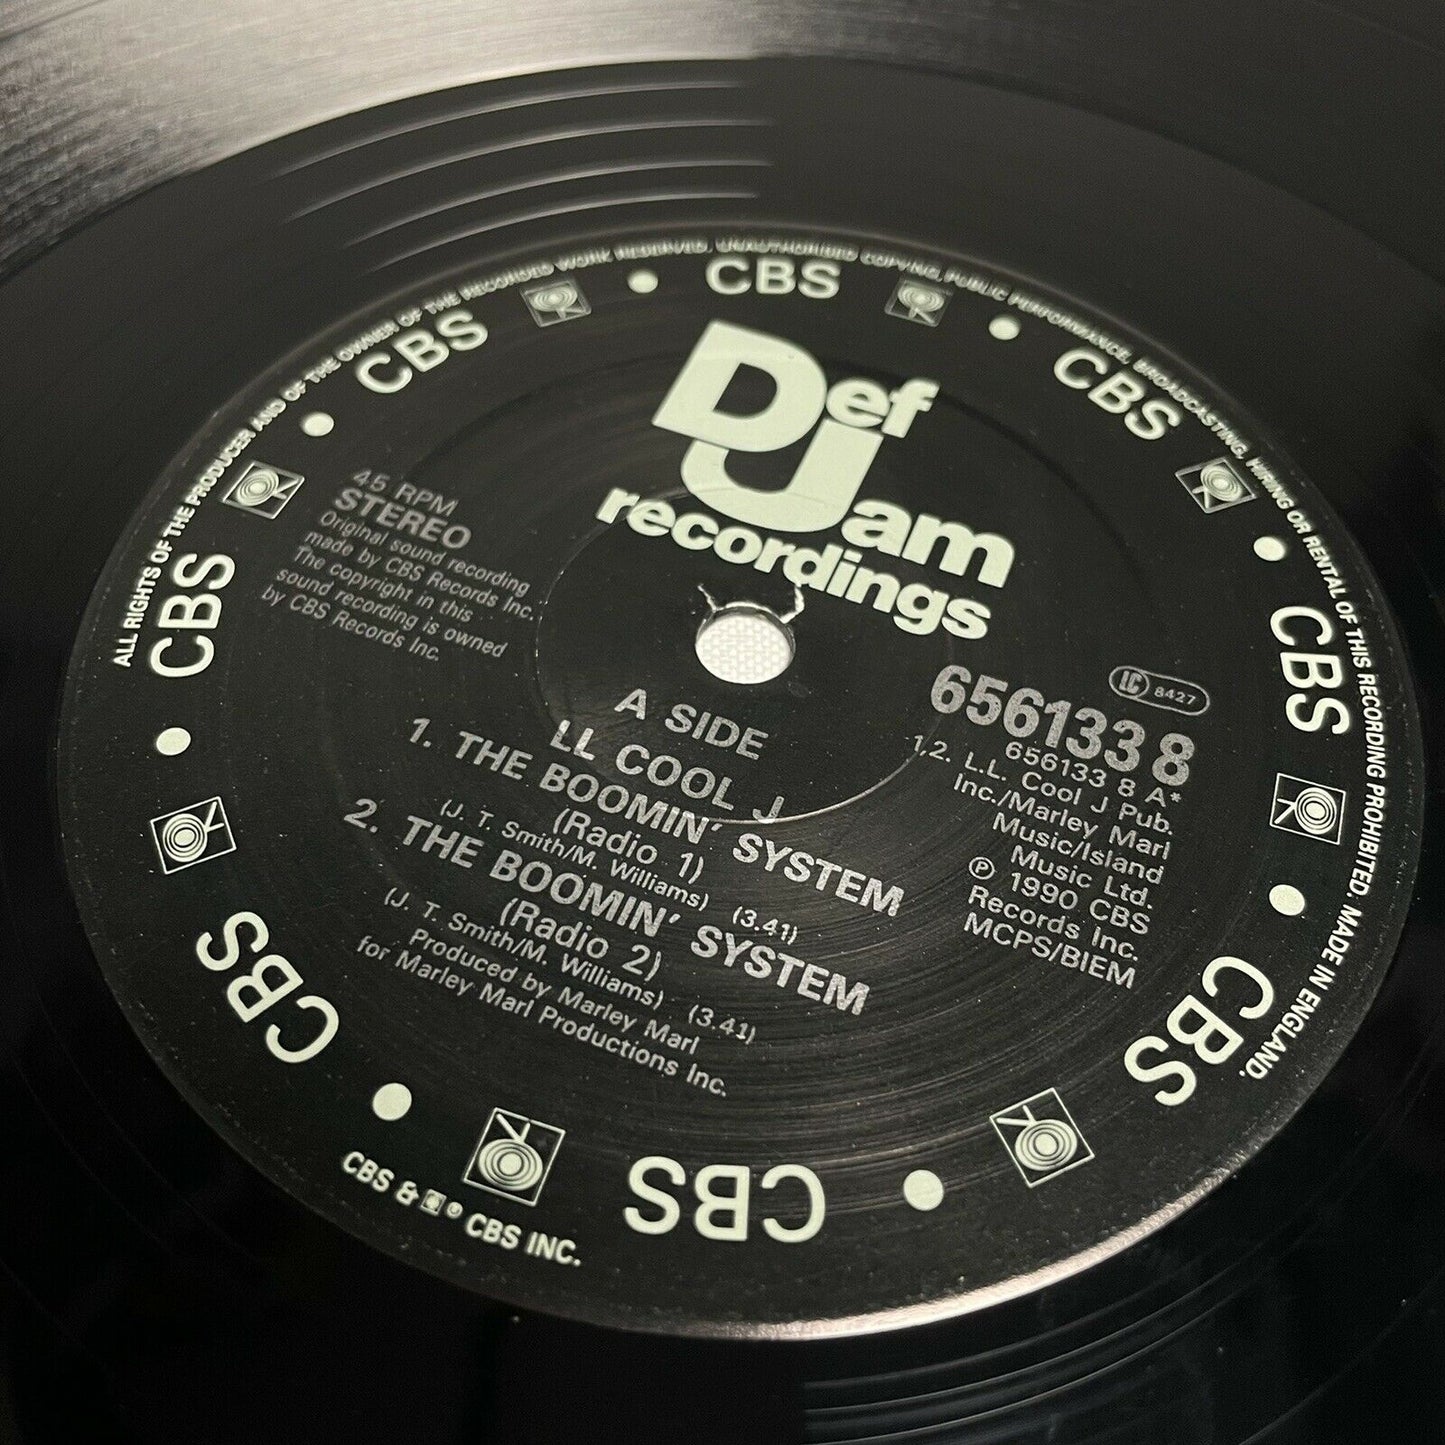 ALL RIGHTS OF THE PRODUCER AND OF THE OWNER OF THE RECORDED WORK RESERVED. UNAUTHORISED COPYING, PUBLIC PERFORMANCE, BROADCASTING, HIRING OR RENTAL OF THIS RECORDING PROHIBITED. MADE IN ENGLAND.
CBS
CBS
CBS
CBS
CBS
CBS
CBS
CBS
Def
Jam
recordings
45 RPM
STEREO
Original sound recording
made by CBS Records Inc.
The copyright in this
sound recording is owned
by CBS Records Inc.
LC 8427
656133 8
656133 8 A*
1,2. L.L. Cool J Pub.
Inc./Marley Marl
Music/Island
Music Ltd.
℗ 1990 CBS
Records Inc.
MCPS/BIEM
A SIDE
LL COOL J
1. THE BOOMIN' SYSTEM
(Radio 1)
(J. T. Smith/M. Williams) (3.41)
2. THE BOOMIN' SYSTEM
(Radio 2)
(J. T. Smith/M. Williams) (3.41)
Produced by Marley Marl
for Marley Marl Productions Inc.
CBS & ® CBS INC.